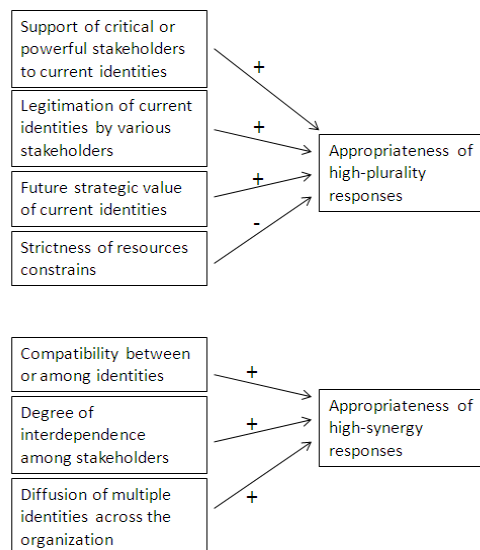 Support of critical or
powerful stakeholders
to current identities
+
Legitimation of current
identities by various
stakeholders
+
Future strategic value
of current identities
+
Strictness of resources
constrains
-
Appropriateness of
high-plurality
responses
Compatibility between
or among identities
+
Degree of
interdependence
among stakeholders
+
Diffusion of multiple
identities across the
organization
+
Appropriateness of
high-synergy
responses